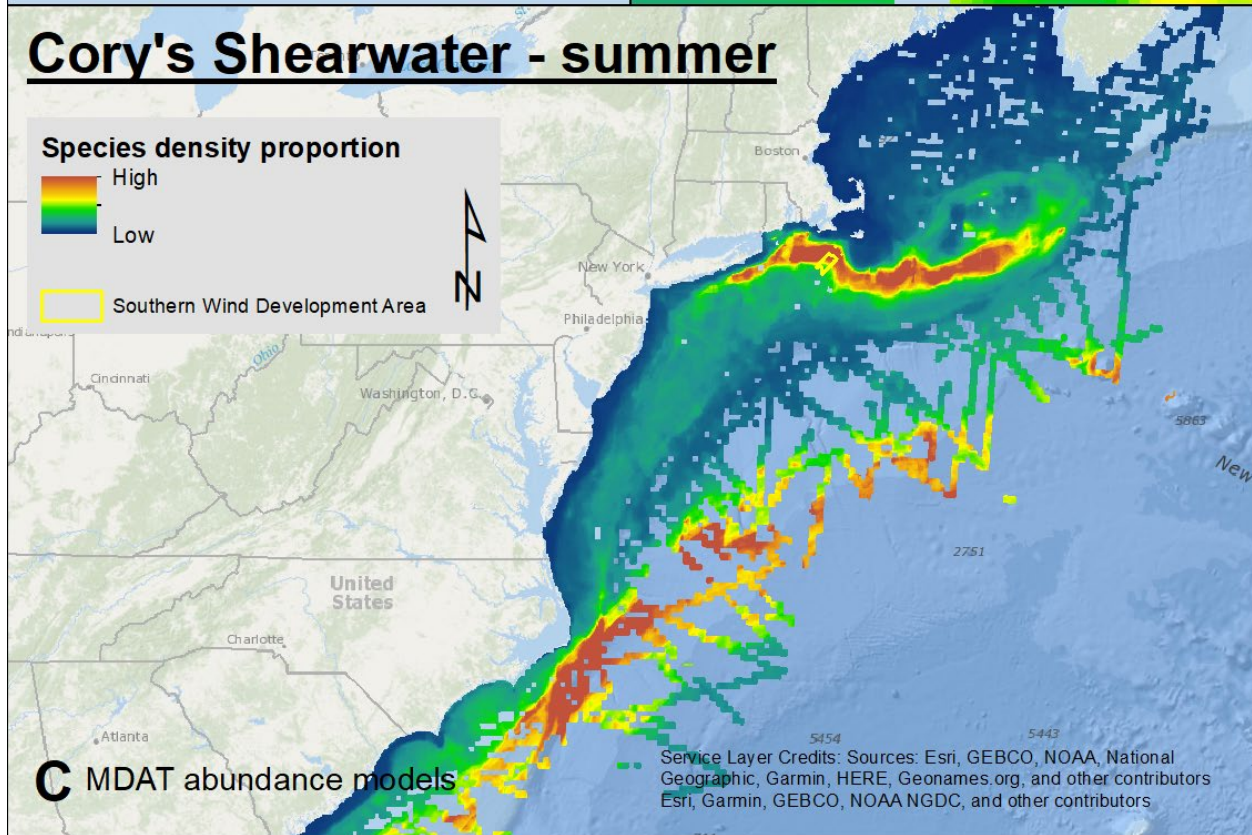 Cory's Shearwater - summer
Species density proportion
High
Low
N
Southern Wind Development Area
Boston
New York
Philadelphia
Ohio
Cincinnati
Washington, D.C.
5863
New
2751
United
States
Charlotte
Atlanta
5454
5443
C MDAT abundance models
Service Layer Credits: Sources: Esri, GEBCO, NOAA, National
Geographic, Garmin, HERE, Geonames.org, and other contributors
Esri, Garmin, GEBCO, NOAA NGDC, and other contributors